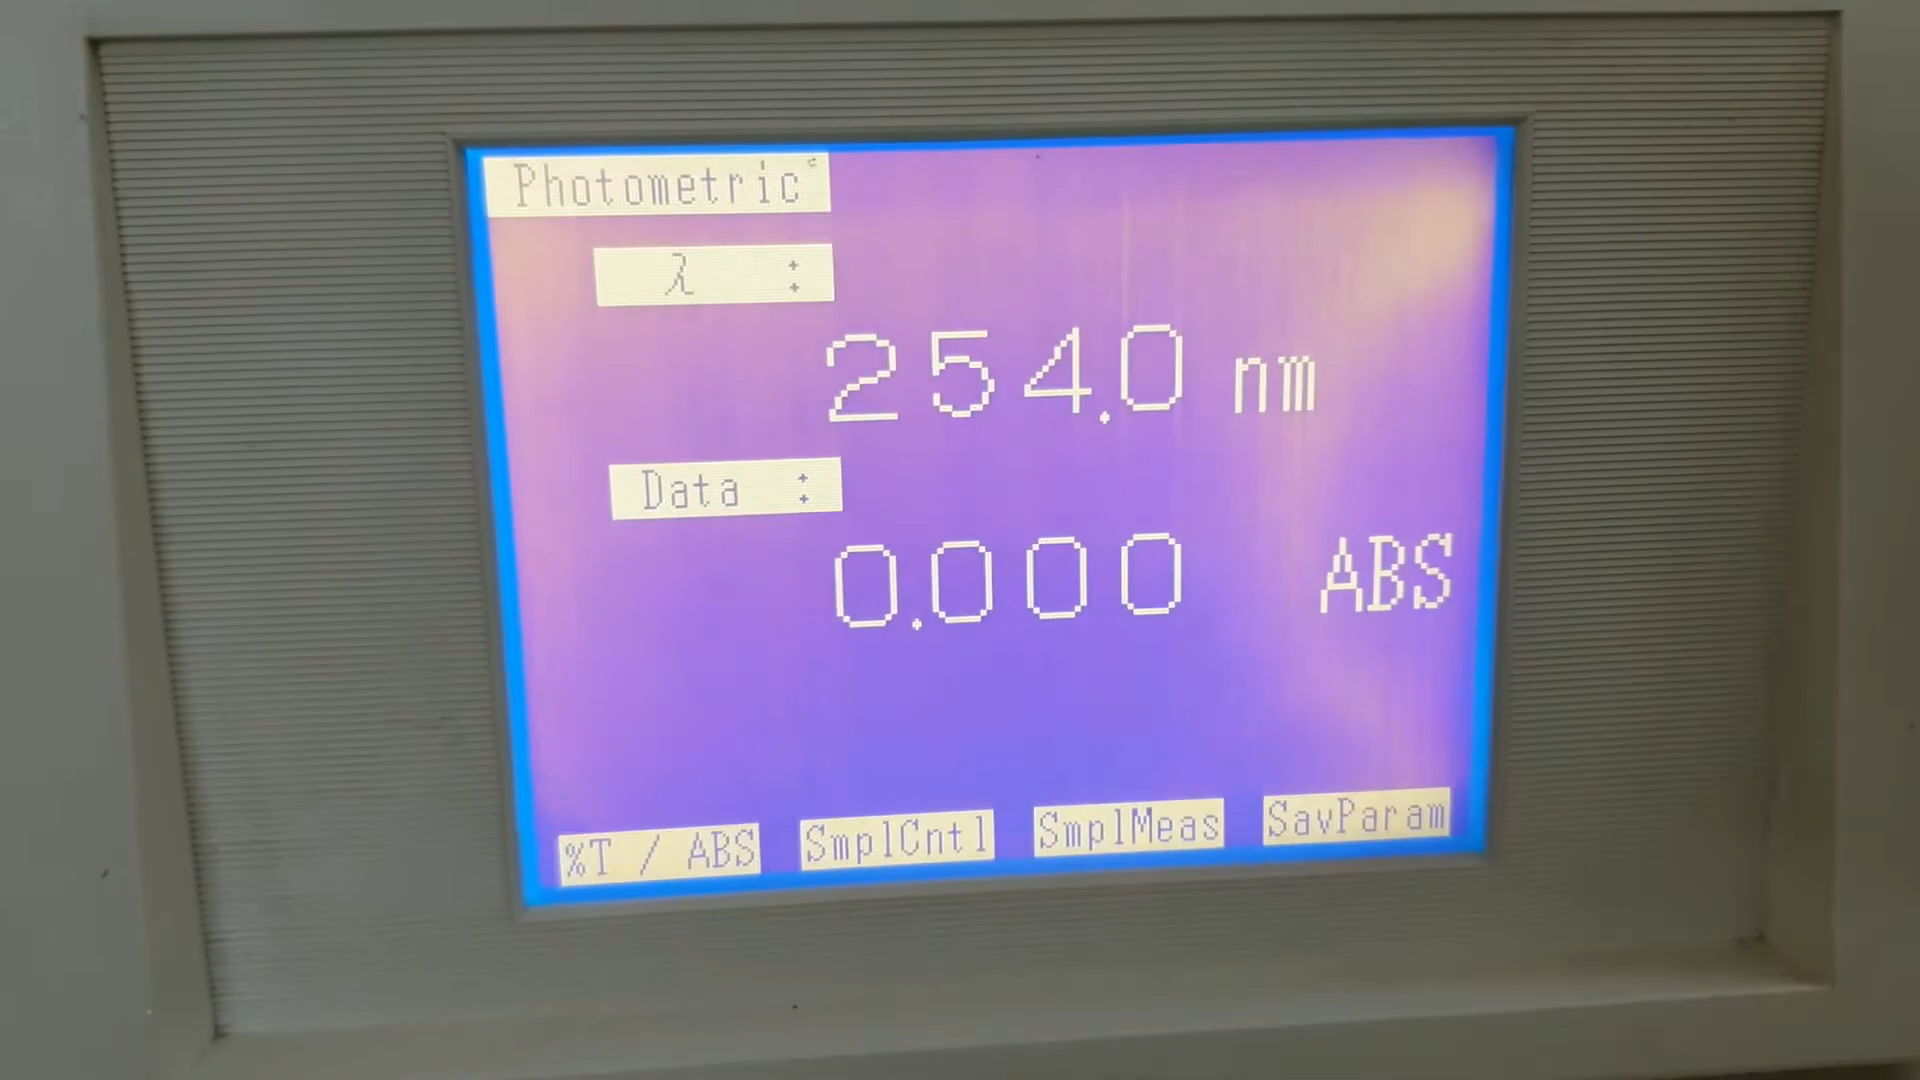 Photometric
λ :
254.0 nm
Data :
0.000 ABS
%T / ABS SmplCntl SmplMeas SavParam